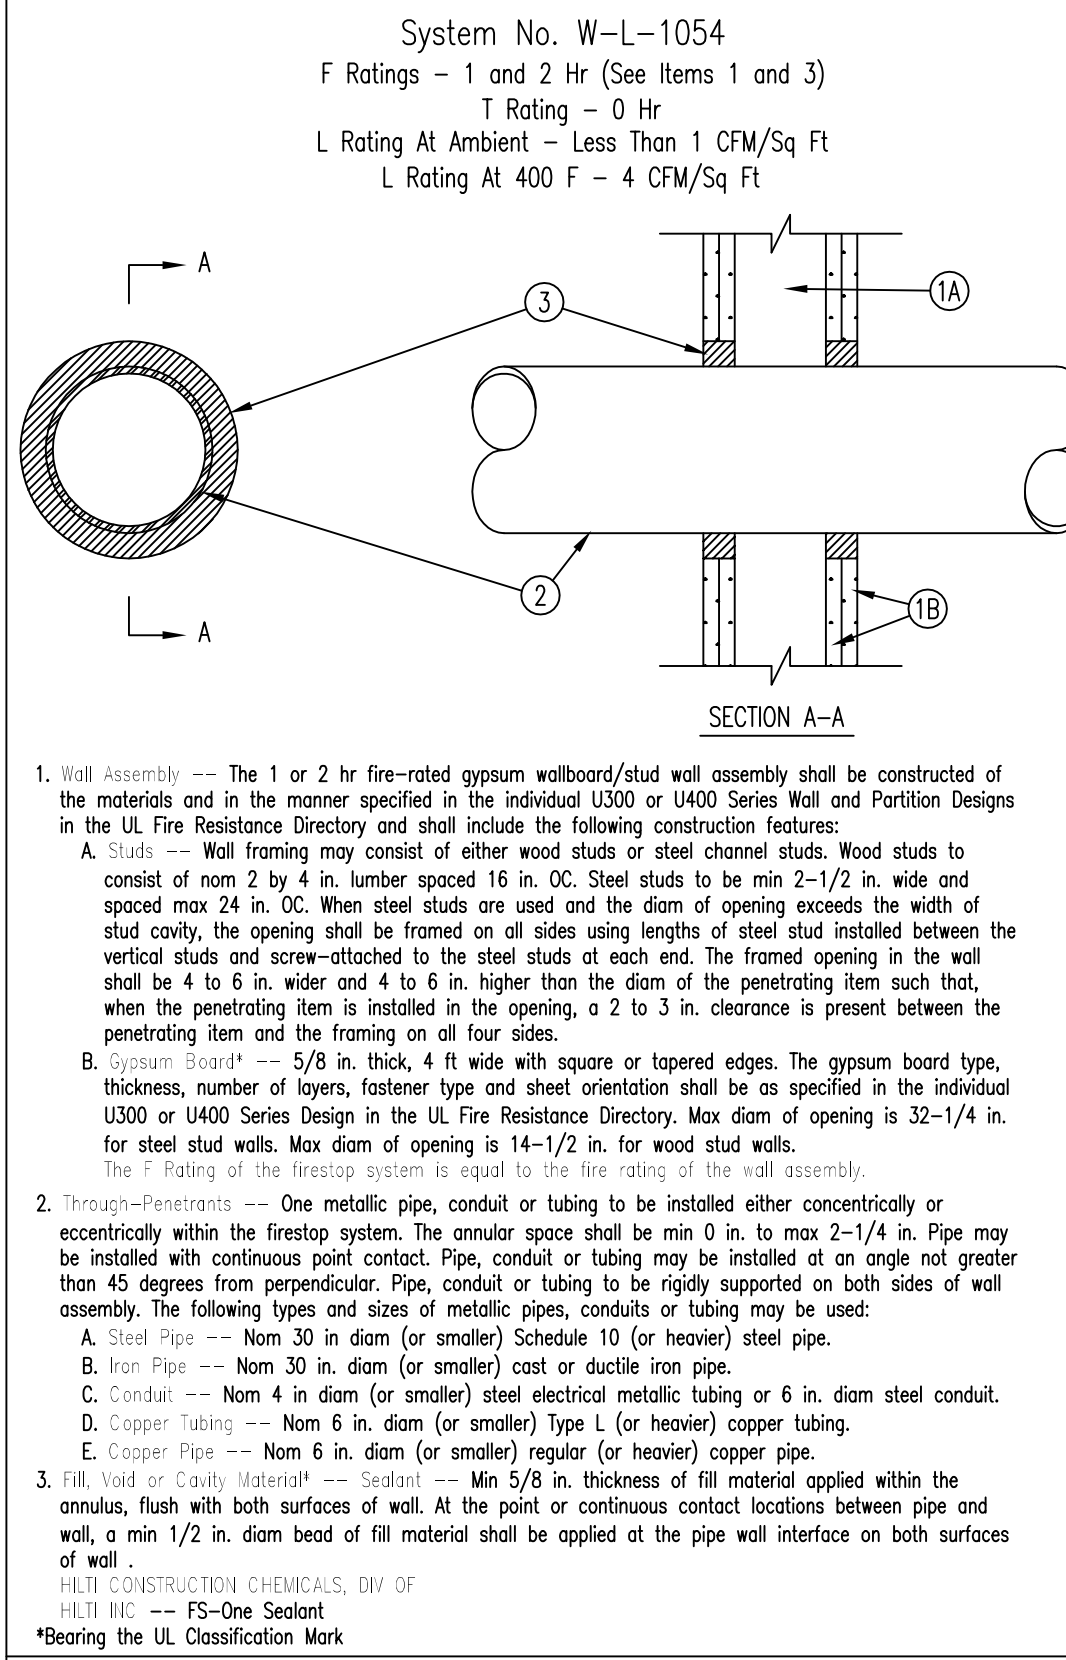 System No. W-L-1054
F Ratings - 1 and 2 Hr (See Items 1 and 3)
T Rating - 0 Hr
L Rating At Ambient - Less Than 1 CFM/Sq Ft
L Rating At 400 F - 4 CFM/Sq Ft
A
3
1A
2
1B
A
SECTION A-A
1. Wall Assembly -- The 1 or 2 hr fire-rated gypsum wallboard/stud wall assembly shall be constructed of
the materials and in the manner specified in the individual U300 or U400 Series Wall and Partition Designs
in the UL Fire Resistance Directory and shall include the following construction features:
A. Studs -- Wall framing may consist of either wood studs or steel channel studs. Wood studs to
consist of nom 2 by 4 in. lumber spaced 16 in. OC. Steel studs to be min 2-1/2 in. wide and
spaced max 24 in. OC. When steel studs are used and the diam of opening exceeds the width of
stud cavity, the opening shall be framed on all sides using lengths of steel stud installed between the
vertical studs and screw-attached to the steel studs at each end. The framed opening in the wall
shall be 4 to 6 in. wider and 4 to 6 in. higher than the diam of the penetrating item such that,
when the penetrating item is installed in the opening, a 2 to 3 in. clearance is present between the
penetrating item and the framing on all four sides.
B. Gypsum Board* -- 5/8 in. thick, 4 ft wide with square or tapered edges. The gypsum board type,
thickness, number of layers, fastener type and sheet orientation shall be as specified in the individual
U300 or U400 Series Design in the UL Fire Resistance Directory. Max diam of opening is 32-1/4 in.
for steel stud walls. Max diam of opening is 14-1/2 in. for wood stud walls.
The F Rating of the firestop system is equal to the fire rating of the wall assembly.
2. Through-Penetrants -- One metallic pipe, conduit or tubing to be installed either concentrically or
eccentrically within the firestop system. The annular space shall be min 0 in. to max 2-1/4 in. Pipe may
be installed with continuous point contact. Pipe, conduit or tubing may be installed at an angle not greater
than 45 degrees from perpendicular. Pipe, conduit or tubing to be rigidly supported on both sides of wall
assembly. The following types and sizes of metallic pipes, conduits or tubing may be used:
A. Steel Pipe -- Nom 30 in diam (or smaller) Schedule 10 (or heavier) steel pipe.
B. Iron Pipe -- Nom 30 in. diam (or smaller) cast or ductile iron pipe.
C. Conduit -- Nom 4 in diam (or smaller) steel electrical metallic tubing or 6 in. diam steel conduit.
D. Copper Tubing -- Nom 6 in. diam (or smaller) Type L (or heavier) copper tubing.
E. Copper Pipe -- Nom 6 in. diam (or smaller) regular (or heavier) copper pipe.
3. Fill, Void or Cavity Material* -- Sealant -- Min 5/8 in. thickness of fill material applied within the
annulus, flush with both surfaces of wall. At the point or continuous contact locations between pipe and
wall, a min 1/2 in. diam bead of fill material shall be applied at the pipe wall interface on both surfaces
of wall .
HILTI CONSTRUCTION CHEMICALS, DIV OF
HILTI INC -- FS-One Sealant
*Bearing the UL Classification Mark